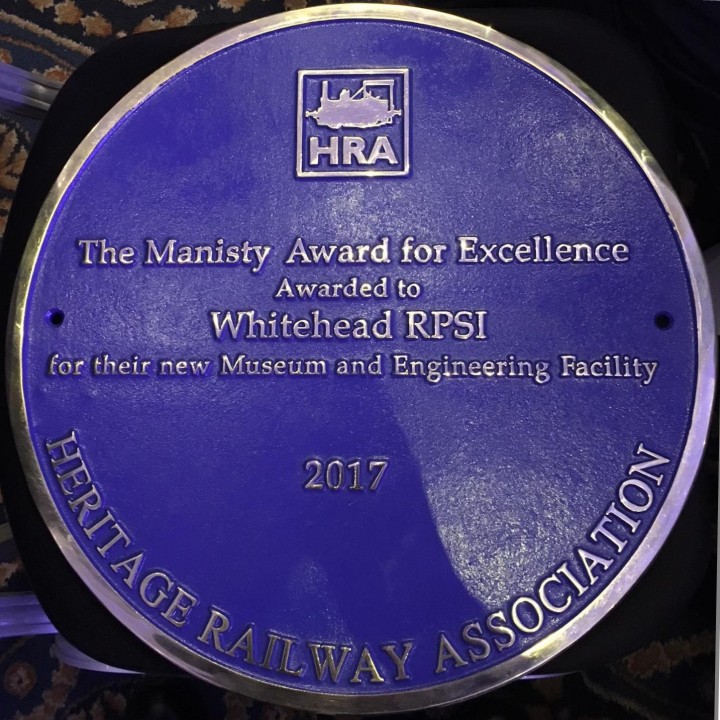 HRA
The Manisty Award for Excellence
Awarded to
Whitehead RPSI
for their new Museum and Engineering Facility
2017
HERITAGE RAILWAY ASSOCIATION